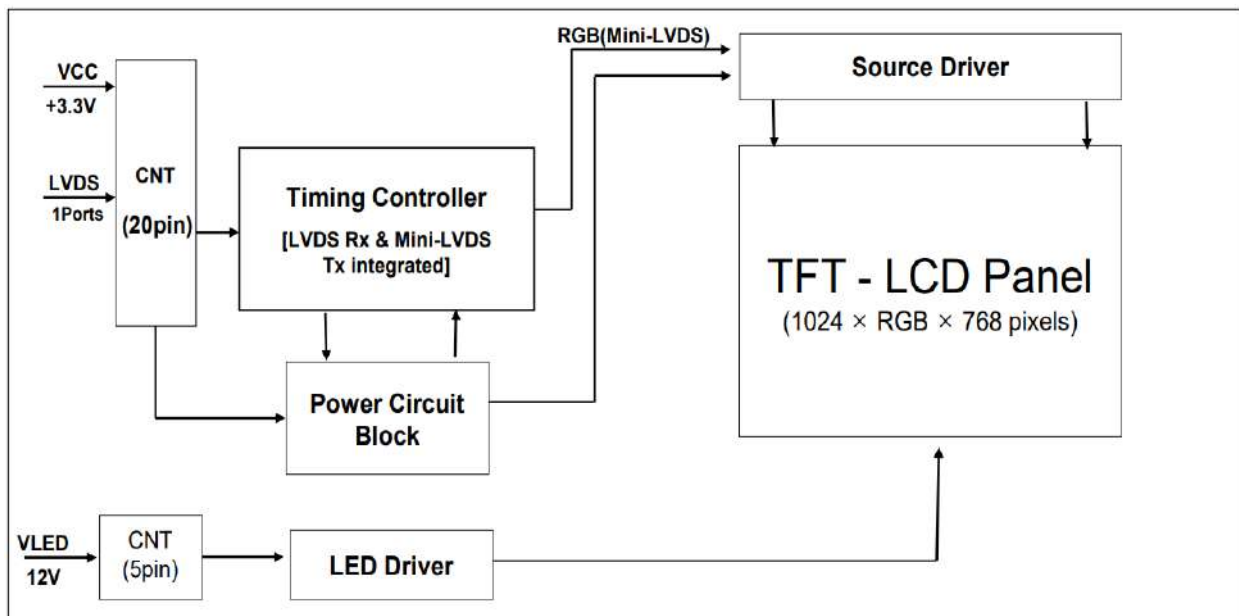 RGB(Mini-LVDS)
Source Driver
VCC
+3.3V
LVDS
1Ports
CNT
(20pin)
Timing Controller
[LVDS Rx & Mini-LVDS
Tx integrated]
TFT - LCD Panel
(1024 × RGB × 768 pixels)
Power Circuit
Block
VLED
12V
CNT
(5pin)
LED Driver